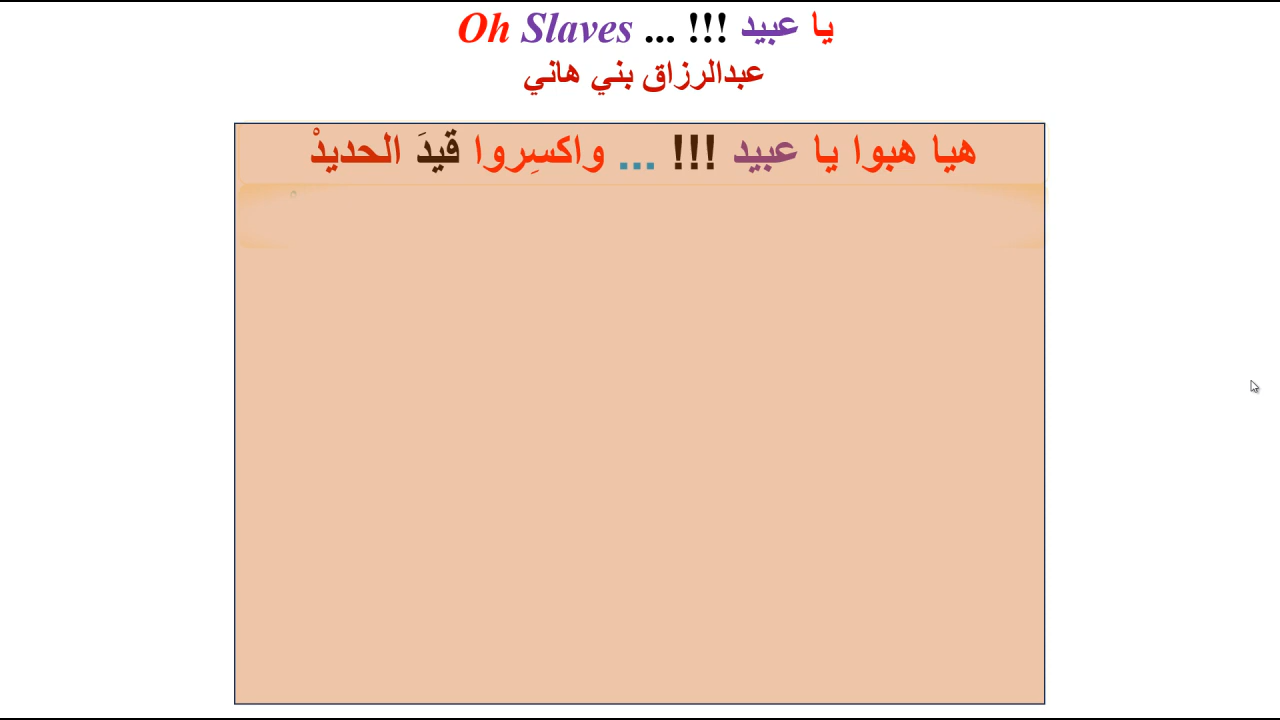 يا عبيد !!! ... Oh Slaves
عبدالرزاق بني هاني
هيا هبوا يا عبيد !!! ... واكسِروا قيدَ الحديدْ